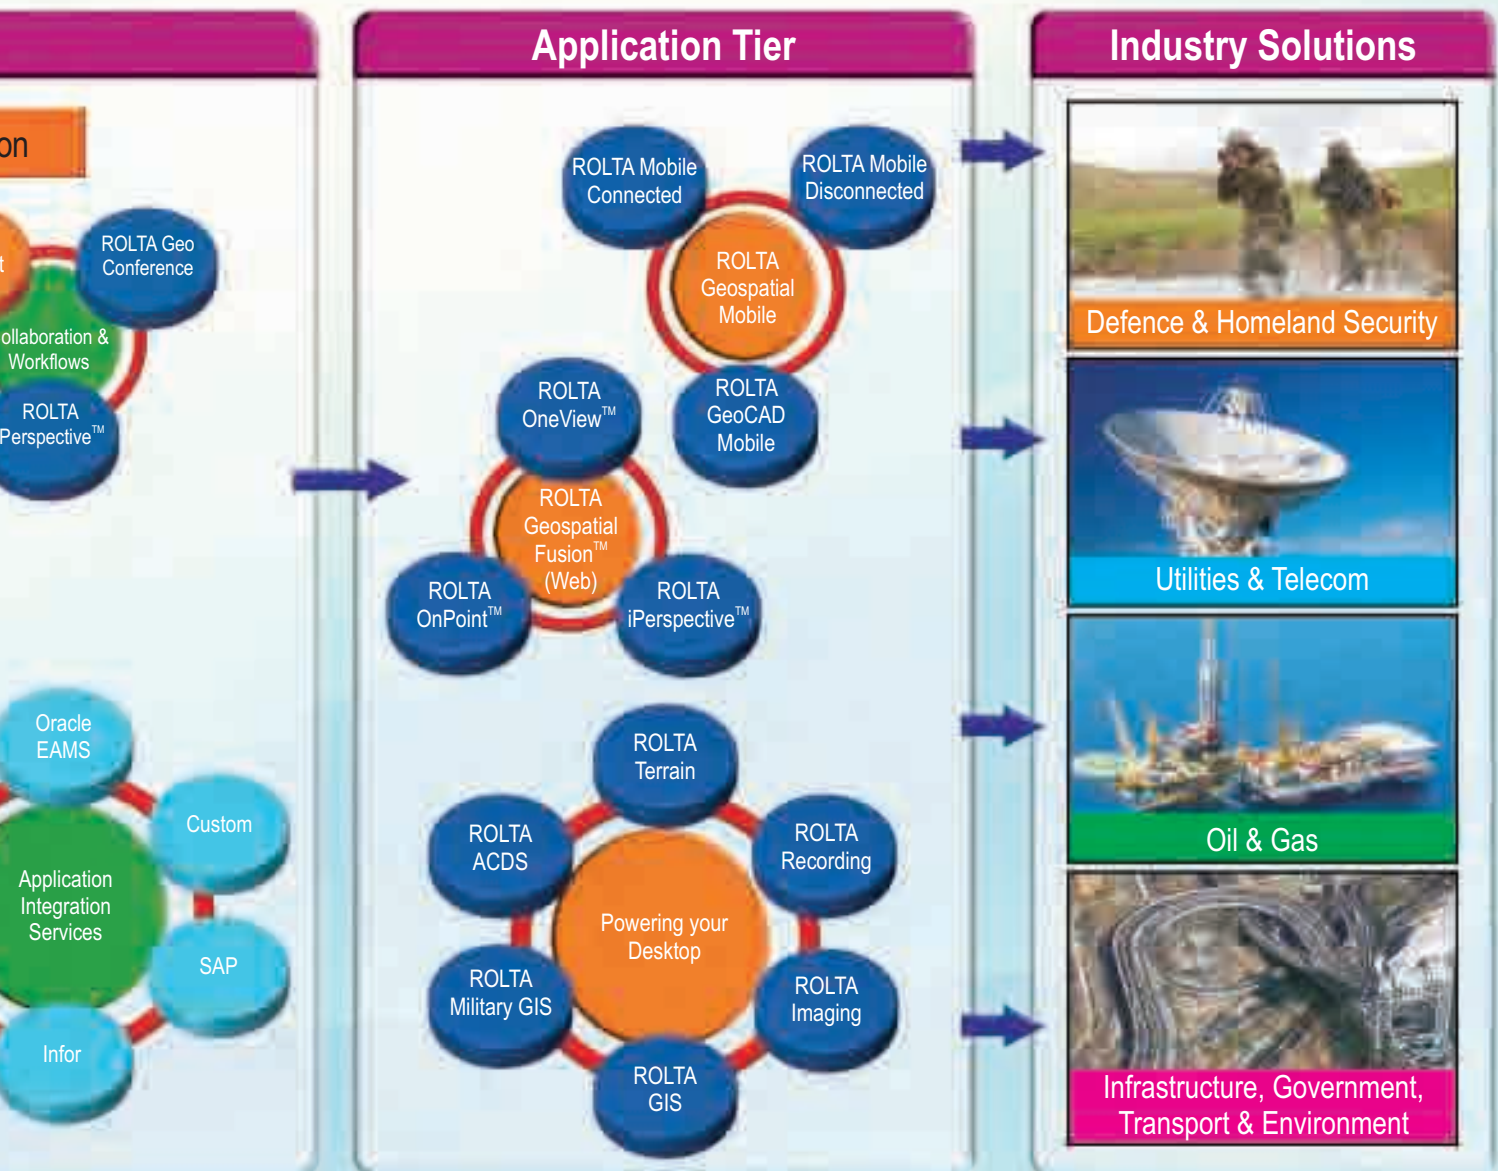 on
t
ROLTA Geo
Conference
ollaboration &
Workflows
ROLTA
Perspective™
Oracle
EAMS
Custom
Application
Integration
Services
SAP
Infor
Application Tier
ROLTA Mobile
Connected
ROLTA Mobile
Disconnected
ROLTA
Geospatial
Mobile
ROLTA
GeoCAD
Mobile
ROLTA
OneView™
ROLTA
Geospatial
Fusion™
(Web)
ROLTA
OnPoint™
ROLTA
iPerspective™
ROLTA
Terrain
ROLTA
ACDS
ROLTA
Recording
Powering your
Desktop
ROLTA
Military GIS
ROLTA
Imaging
ROLTA
GIS
Industry Solutions
Defence & Homeland Security
Utilities & Telecom
Oil & Gas
Infrastructure, Government,
Transport & Environment